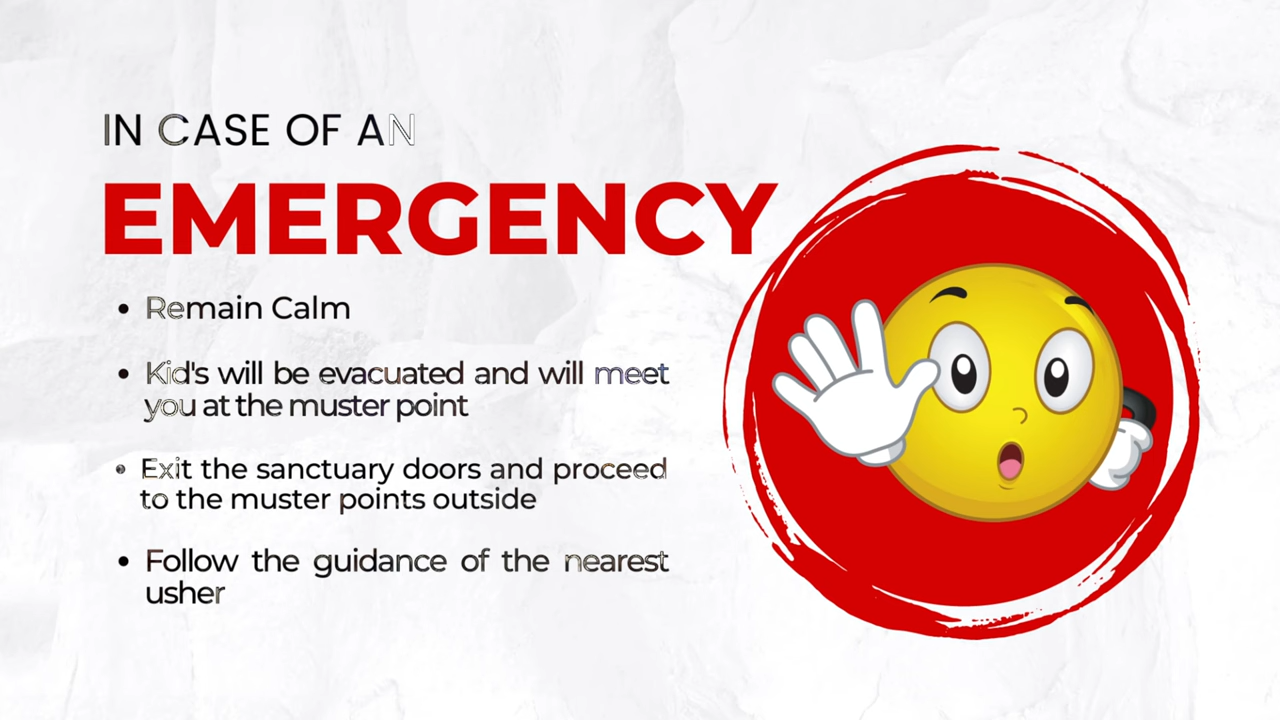 IN CASE OF AN
EMERGENCY
• Remain Calm
• Kid's will be evacuated and will meet
you at the muster point
• Exit the sanctuary doors and proceed
to the muster points outside
• Follow the guidance of the nearest
usher